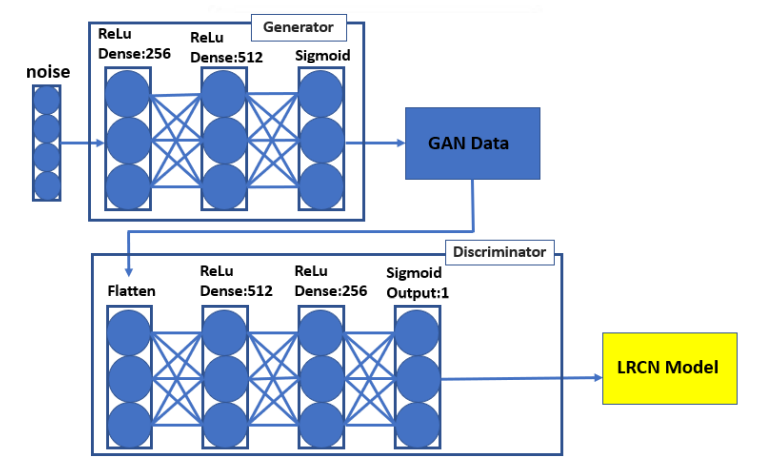 Generator
ReLu
Dense:256
ReLu
Dense:512
Sigmoid
noise
GAN Data
Discriminator
Flatten
ReLu
Dense:512
ReLu
Dense:256
Sigmoid
Output:1
LRCN Model